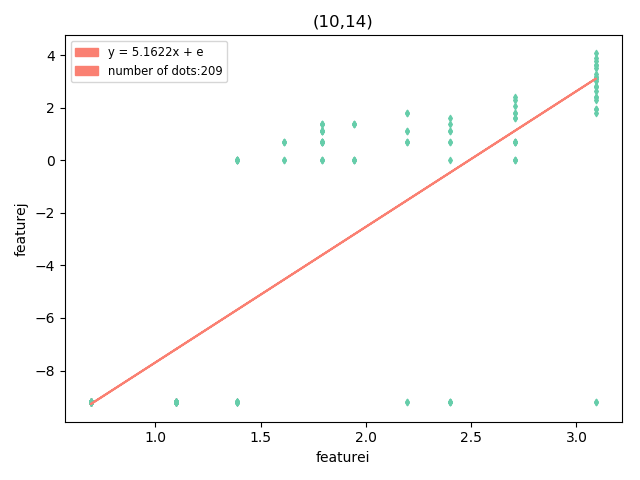 (10,14)
y = 5.1622x + e
number of dots:209
4
2
0
−2
−4
−6
−8
featurej
1.0 1.5 2.0 2.5 3.0
featurei